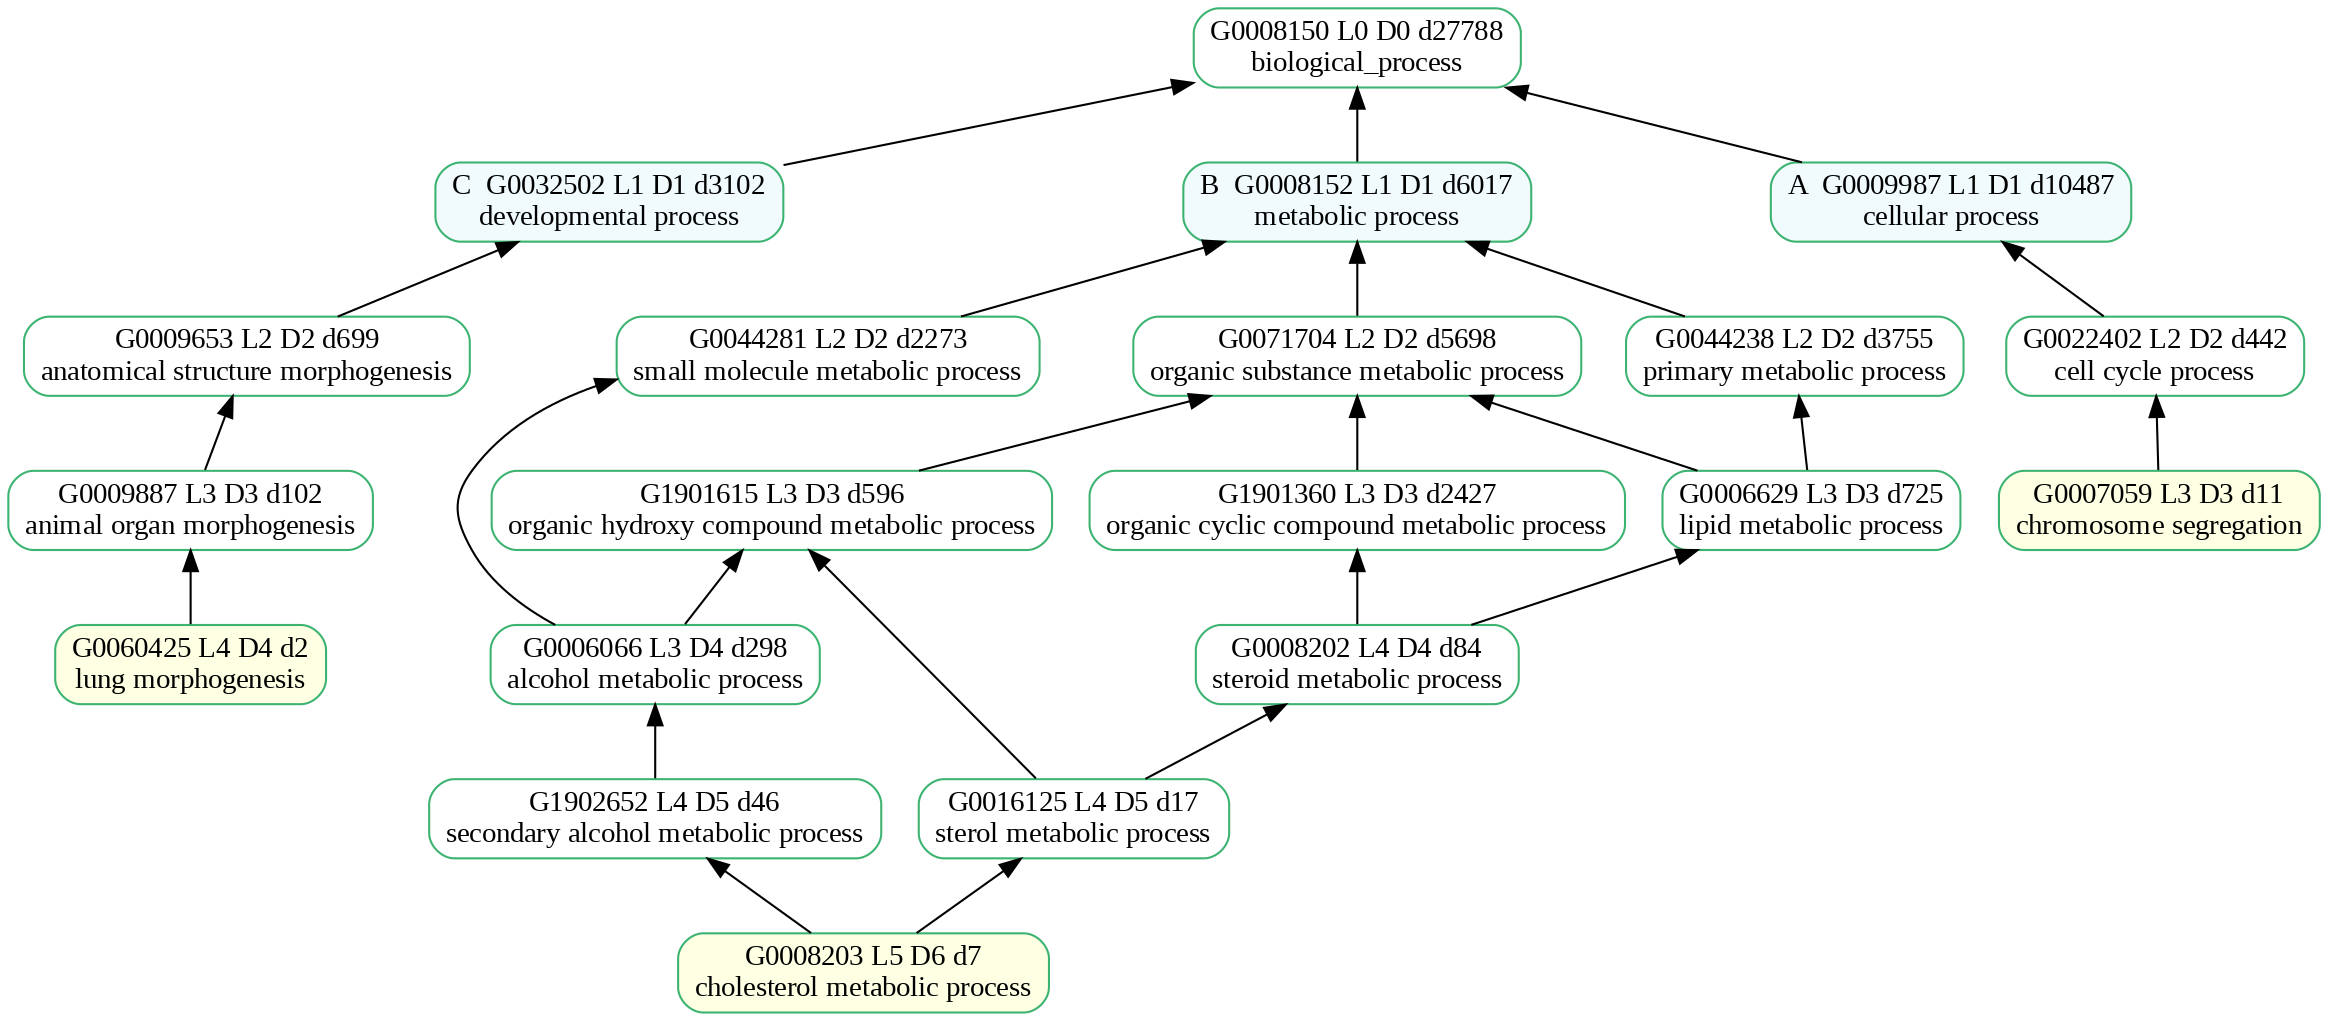 G0008150 L0 D0 d27788
biological_process
C  G0032502 L1 D1 d3102
developmental process
B  G0008152 L1 D1 d6017
metabolic process
A  G0009987 L1 D1 d10487
cellular process
G0009653 L2 D2 d699
anatomical structure morphogenesis
G0044281 L2 D2 d2273
small molecule metabolic process
G0071704 L2 D2 d5698
organic substance metabolic process
G0044238 L2 D2 d3755
primary metabolic process
G0022402 L2 D2 d442
cell cycle process
G0009887 L3 D3 d102
animal organ morphogenesis
G1901615 L3 D3 d596
organic hydroxy compound metabolic process
G1901360 L3 D3 d2427
organic cyclic compound metabolic process
G0006629 L3 D3 d725
lipid metabolic process
G0007059 L3 D3 d11
chromosome segregation
G0060425 L4 D4 d2
lung morphogenesis
G0006066 L3 D4 d298
alcohol metabolic process
G0008202 L4 D4 d84
steroid metabolic process
G1902652 L4 D5 d46
secondary alcohol metabolic process
G0016125 L4 D5 d17
sterol metabolic process
G0008203 L5 D6 d7
cholesterol metabolic process